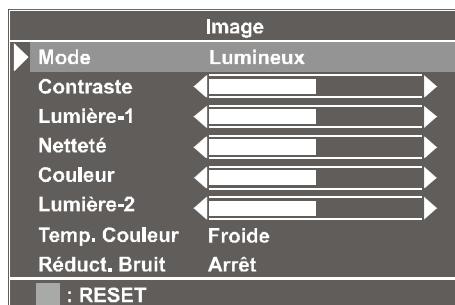 Image
Mode Lumineux
Contraste
Lumière-1
Netteté
Couleur
Lumière-2
Temp. Couleur Froide
Réduct. Bruit Arrêt
: RESET